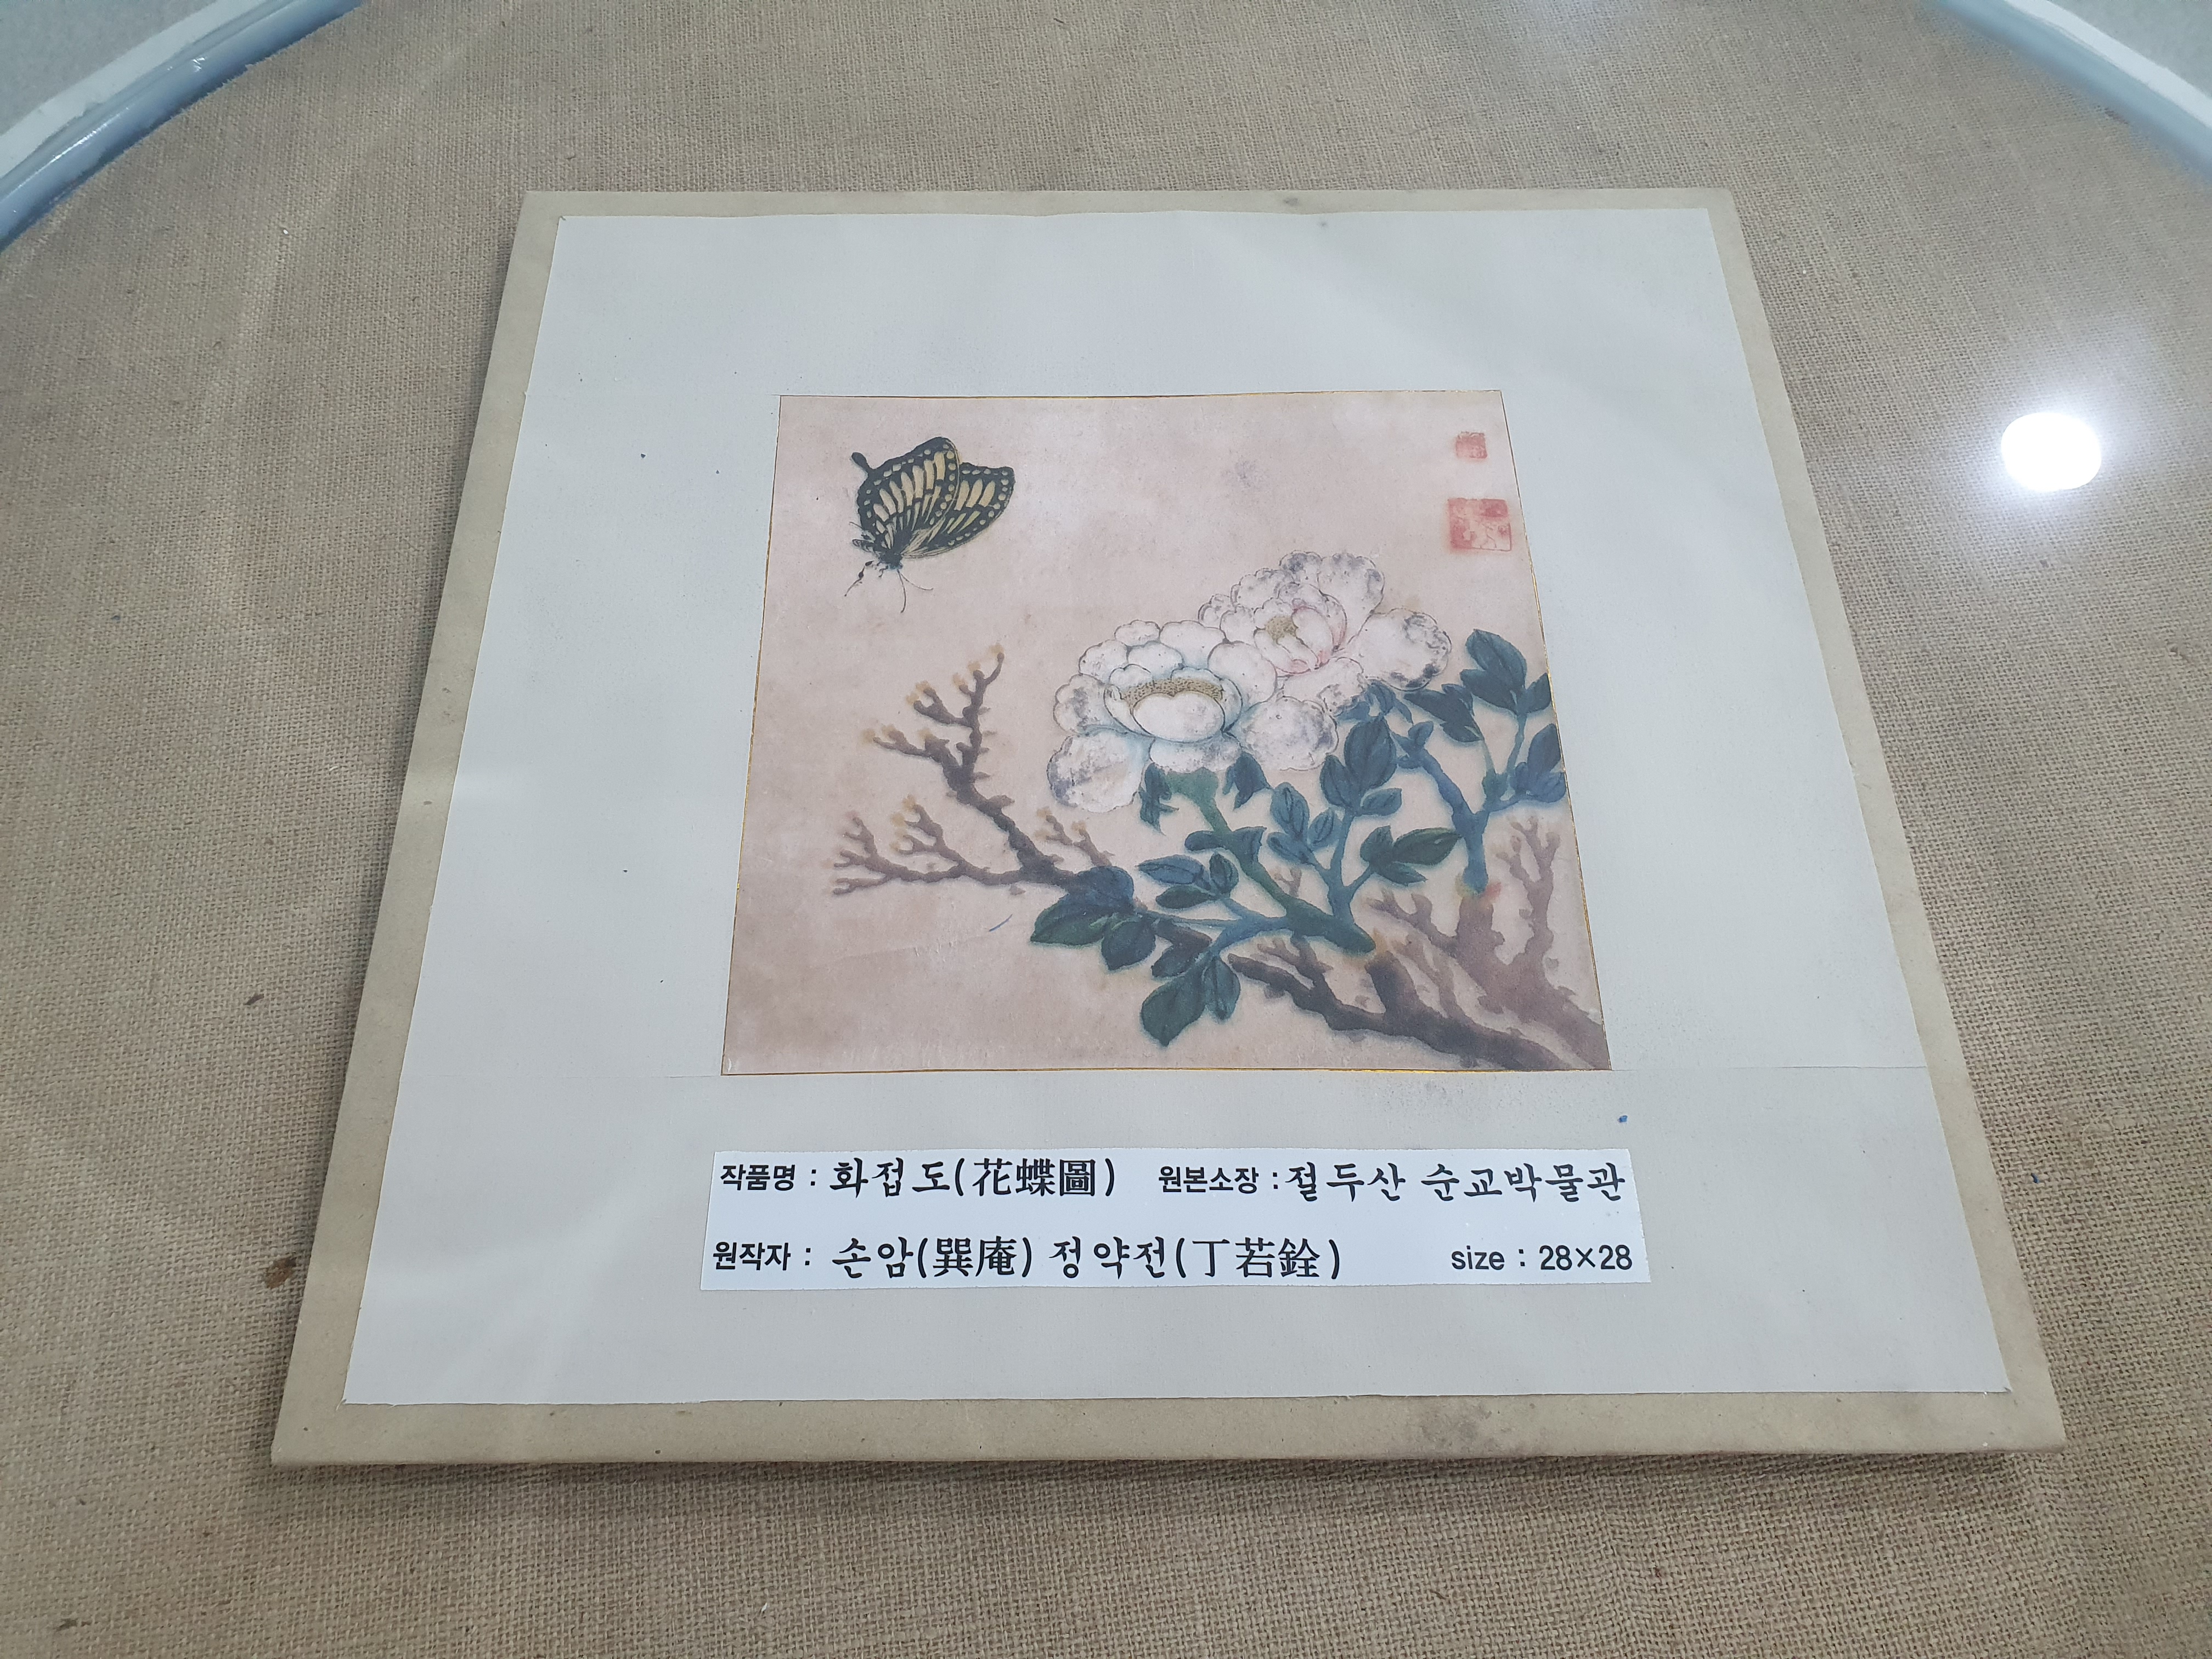 작품명 : 화접도(花蝶圖) 원본소장 : 절두산 순교박물관
원작자 : 손암(巽庵) 정약전(丁若銓) size : 28×28